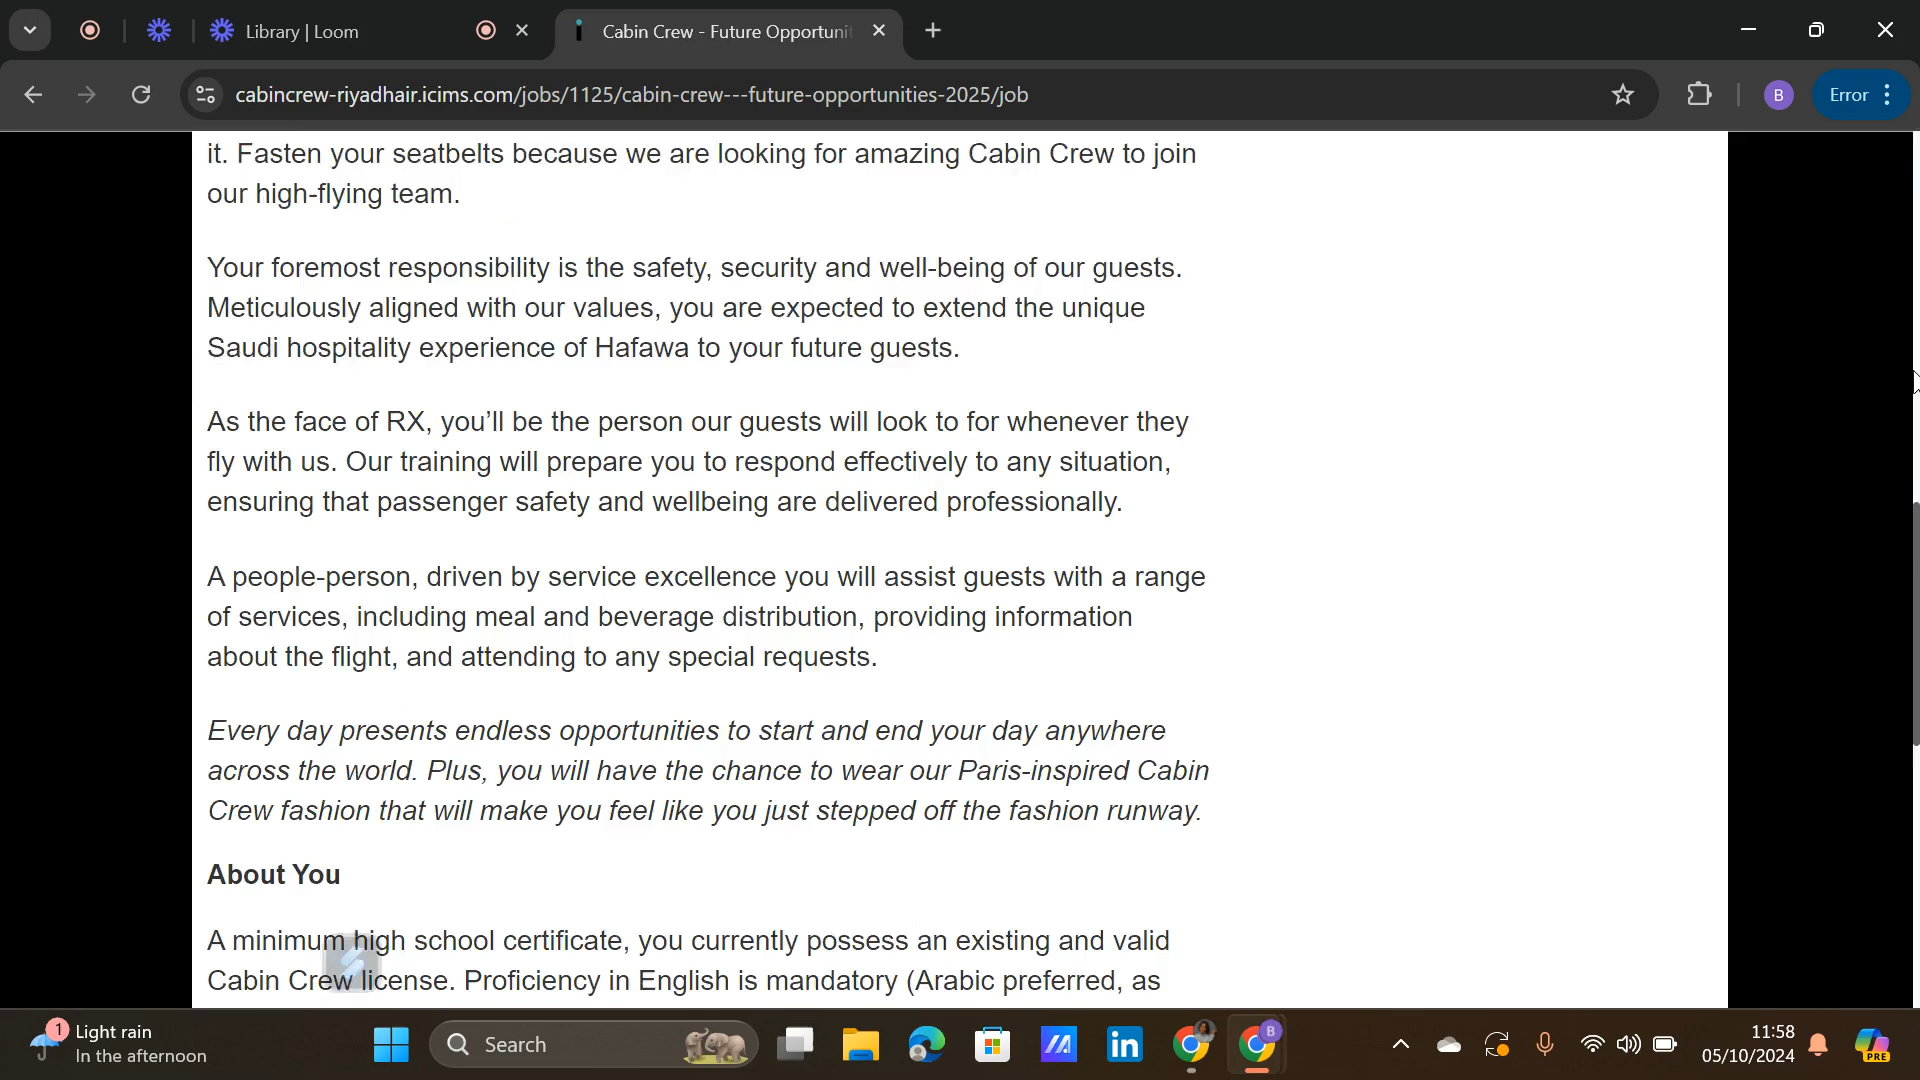 Library | Loom
Cabin Crew - Future Opportuni
cabincrew-riyadhair.icims.com/jobs/1125/cabin-crew---future-opportunities-2025/job
B
Error
it. Fasten your seatbelts because we are looking for amazing Cabin Crew to join
our high-flying team.
Your foremost responsibility is the safety, security and well-being of our guests.
Meticulously aligned with our values, you are expected to extend the unique
Saudi hospitality experience of Hafawa to your future guests.
As the face of RX, you’ll be the person our guests will look to for whenever they
fly with us. Our training will prepare you to respond effectively to any situation,
ensuring that passenger safety and wellbeing are delivered professionally.
A people-person, driven by service excellence you will assist guests with a range
of services, including meal and beverage distribution, providing information
about the flight, and attending to any special requests.
Every day presents endless opportunities to start and end your day anywhere
across the world. Plus, you will have the chance to wear our Paris-inspired Cabin
Crew fashion that will make you feel like you just stepped off the fashion runway.
About You
A minimum high school certificate, you currently possess an existing and valid
Cabin Crew license. Proficiency in English is mandatory (Arabic preferred, as
1
Light rain
In the afternoon
Search
in
B
11:58
05/10/2024
PRE